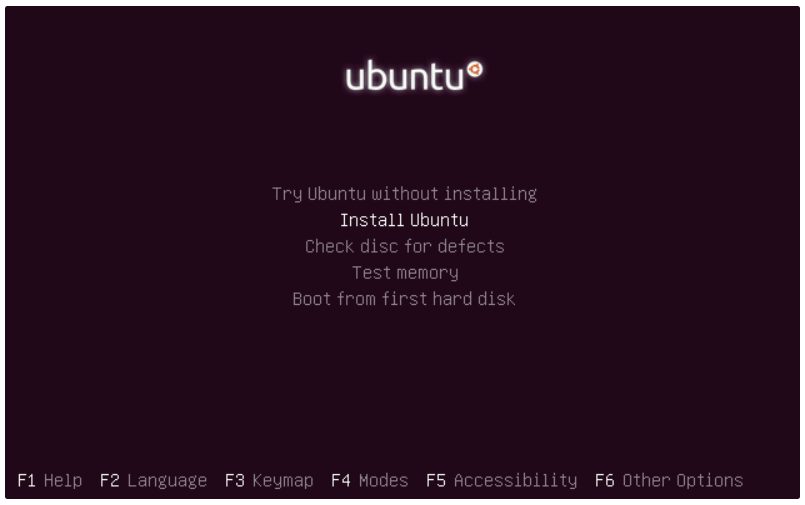 ubuntu
Try Ubuntu without installing
Install Ubuntu
Check disc for defects
Test memory
Boot from first hard disk
F1 Help F2 Language F3 Keymap F4 Modes F5 Accessibility F6 Other Options